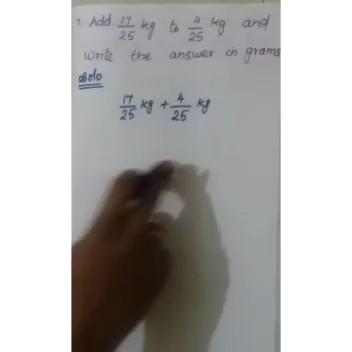 1. Add 17/25 kg to 4/25 kg and
write the answer in grams
Solo
17/25 kg + 4/25 kg